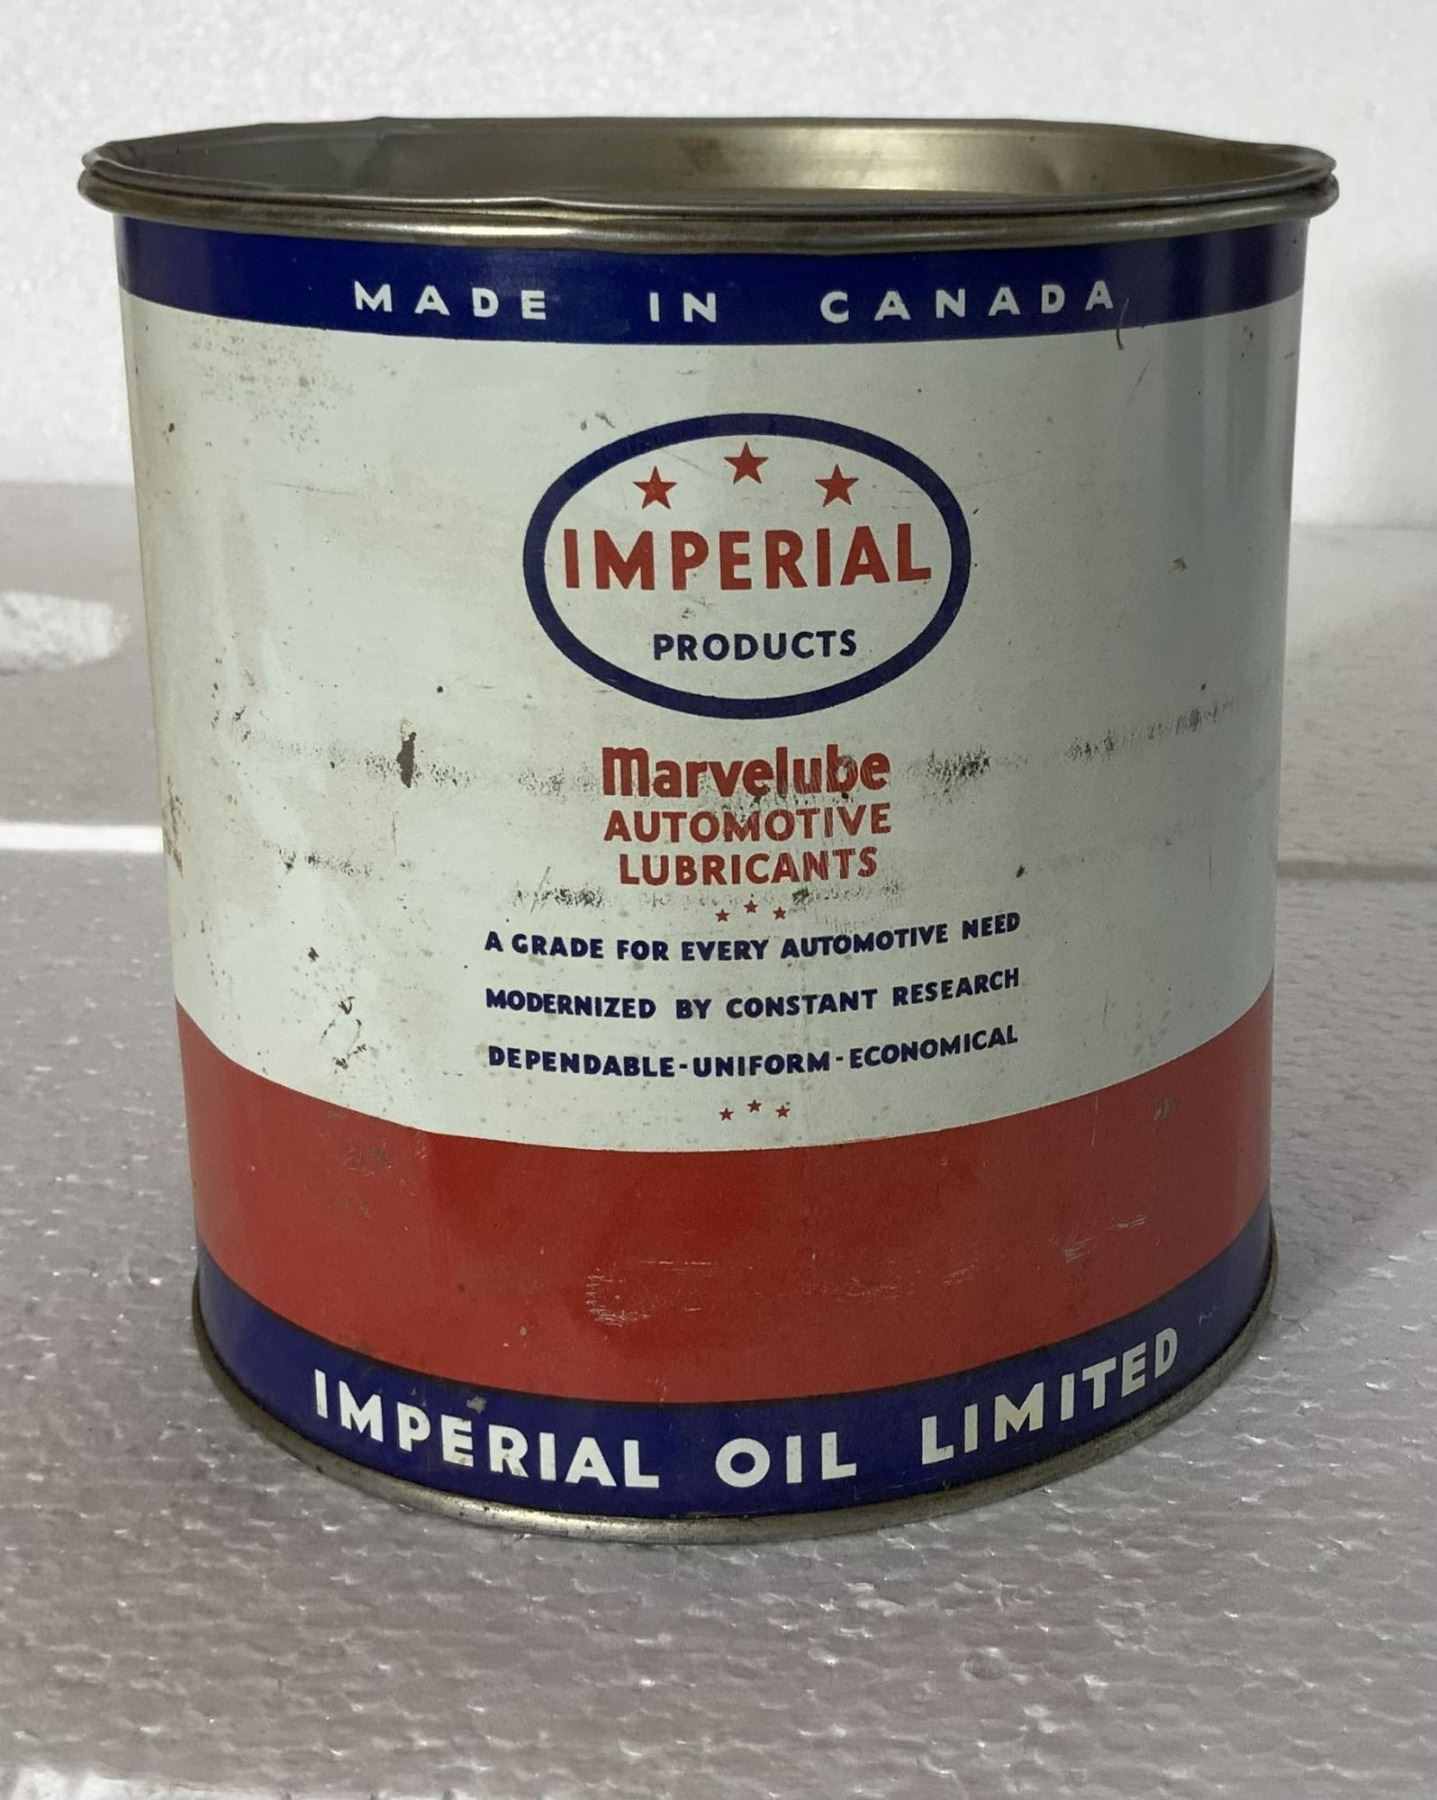 MADE IN CANADA
IMPERIAL
PRODUCTS
Marvelube
AUTOMOTIVE
LUBRICANTS
A GRADE FOR EVERY AUTOMOTIVE NEED
MODERNIZED BY CONSTANT RESEARCH
DEPENDABLE-UNIFORM-ECONOMICAL
IMPERIAL OIL LIMITED